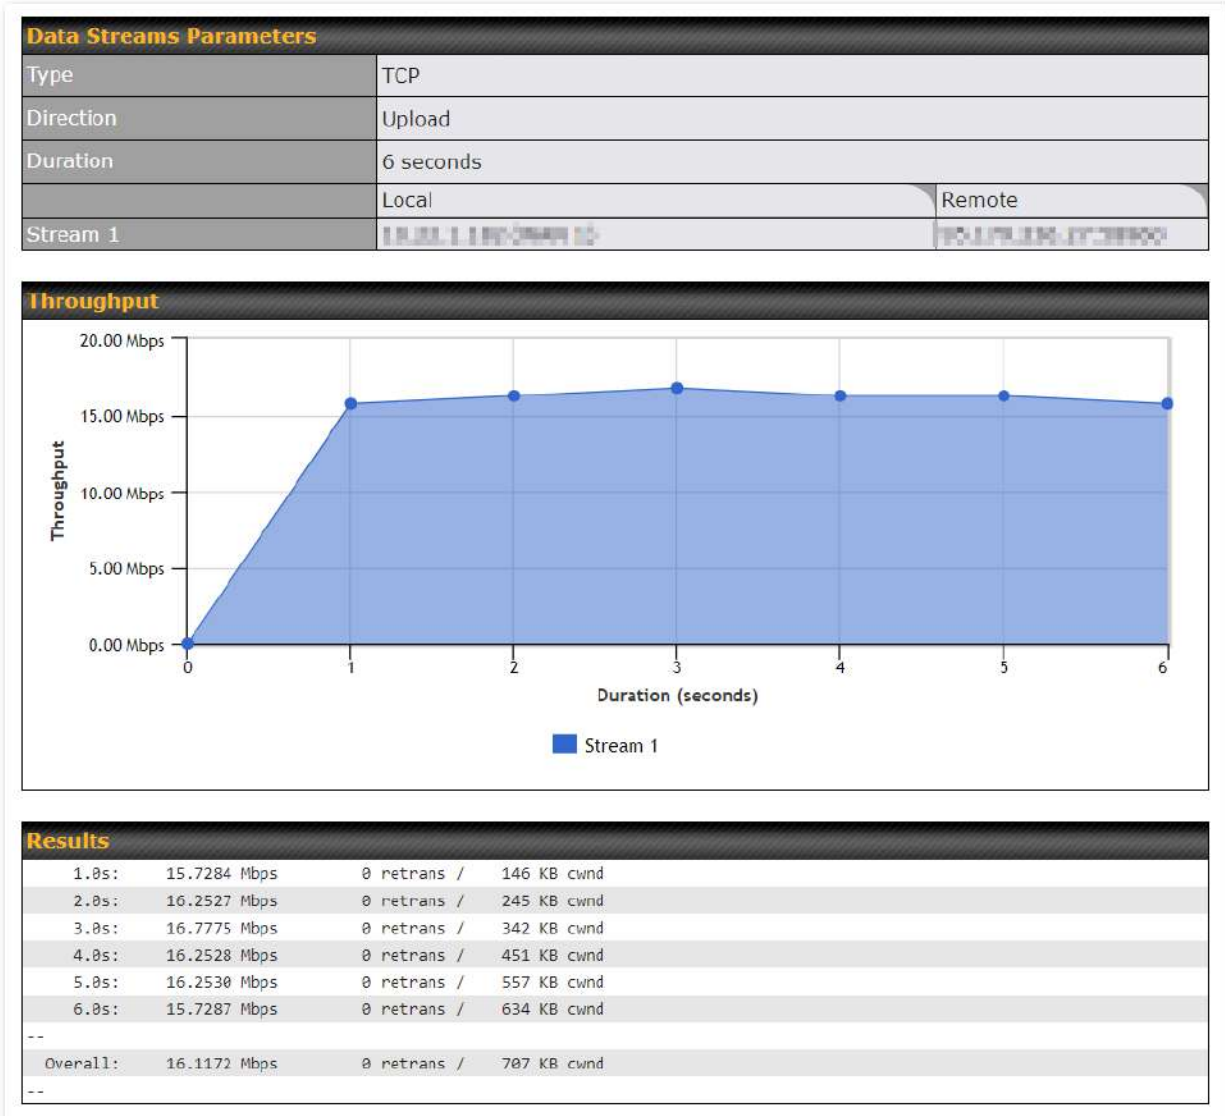 Data Streams Parameters
Type TCP
Direction Upload
Duration 6 seconds
Local Remote
Stream 1
Throughput
20.00 Mbps
15.00 Mbps
10.00 Mbps
5.00 Mbps
0.00 Mbps
Throughput
0 1 2 3 4 5 6
Duration (seconds)
Stream 1
Results
1.0s: 15.7284 Mbps 0 retrans / 146 KB cwnd
2.0s: 16.2527 Mbps 0 retrans / 245 KB cwnd
3.0s: 16.7775 Mbps 0 retrans / 342 KB cwnd
4.0s: 16.2528 Mbps 0 retrans / 451 KB cwnd
5.0s: 16.2530 Mbps 0 retrans / 557 KB cwnd
6.0s: 15.7287 Mbps 0 retrans / 634 KB cwnd
--
Overall: 16.1172 Mbps 0 retrans / 707 KB cwnd
--